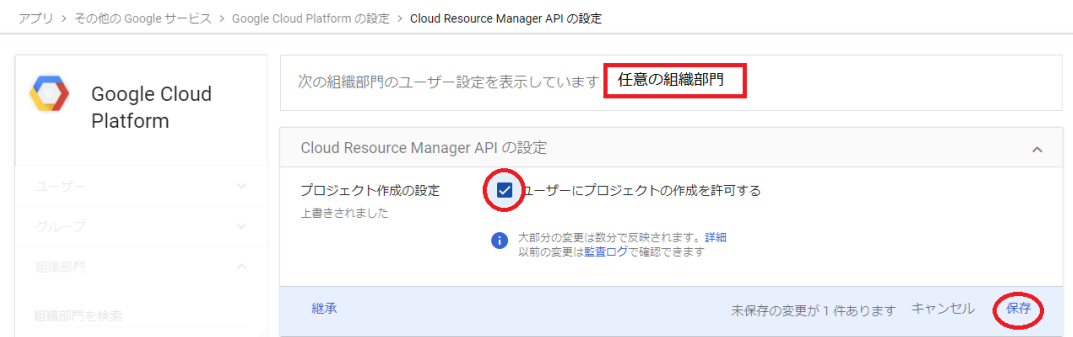 アプリ > その他の Google サービス > Google Cloud Platform の設定 > Cloud Resource Manager API の設定
Google Cloud
Platform
次の組織部門のユーザー設定を表示しています: 任意の組織部門
Cloud Resource Manager API の設定
プロジェクト作成の設定
上書きされました
ユーザーにプロジェクトの作成を許可する
大部分の変更は数分で反映されます。詳細
以前の変更は監査ログで確認できます
ユーザー
グループ
組織部門
組織部門を検索
継承
未保存の変更が 1 件あります キャンセル 保存